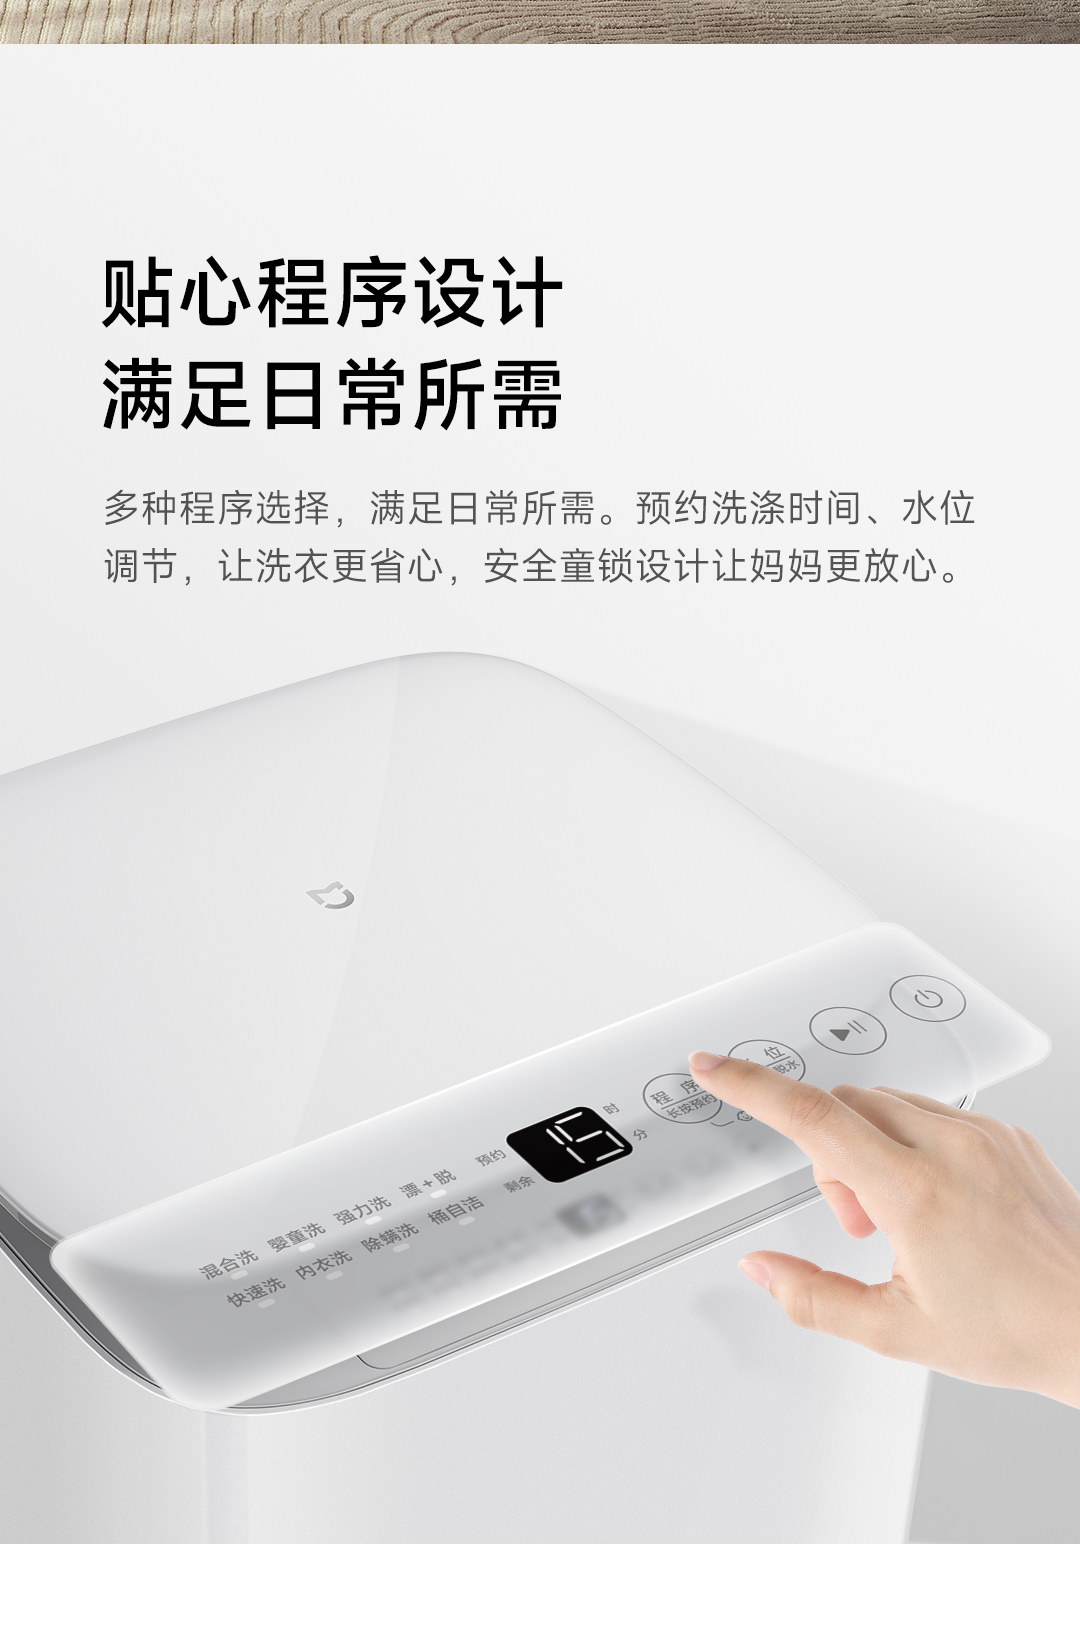 贴心程序设计
满足日常所需
多种程序选择，满足日常所需。预约洗涤时间、水位
调节，让洗衣更省心，安全童锁设计让妈妈更放心。
混合洗 婴童洗 强力洗 漂+脱 预约
快速洗 内衣洗 除螨洗 桶自洁 剩余
15 时
分
程序
长按预约
位
脱水